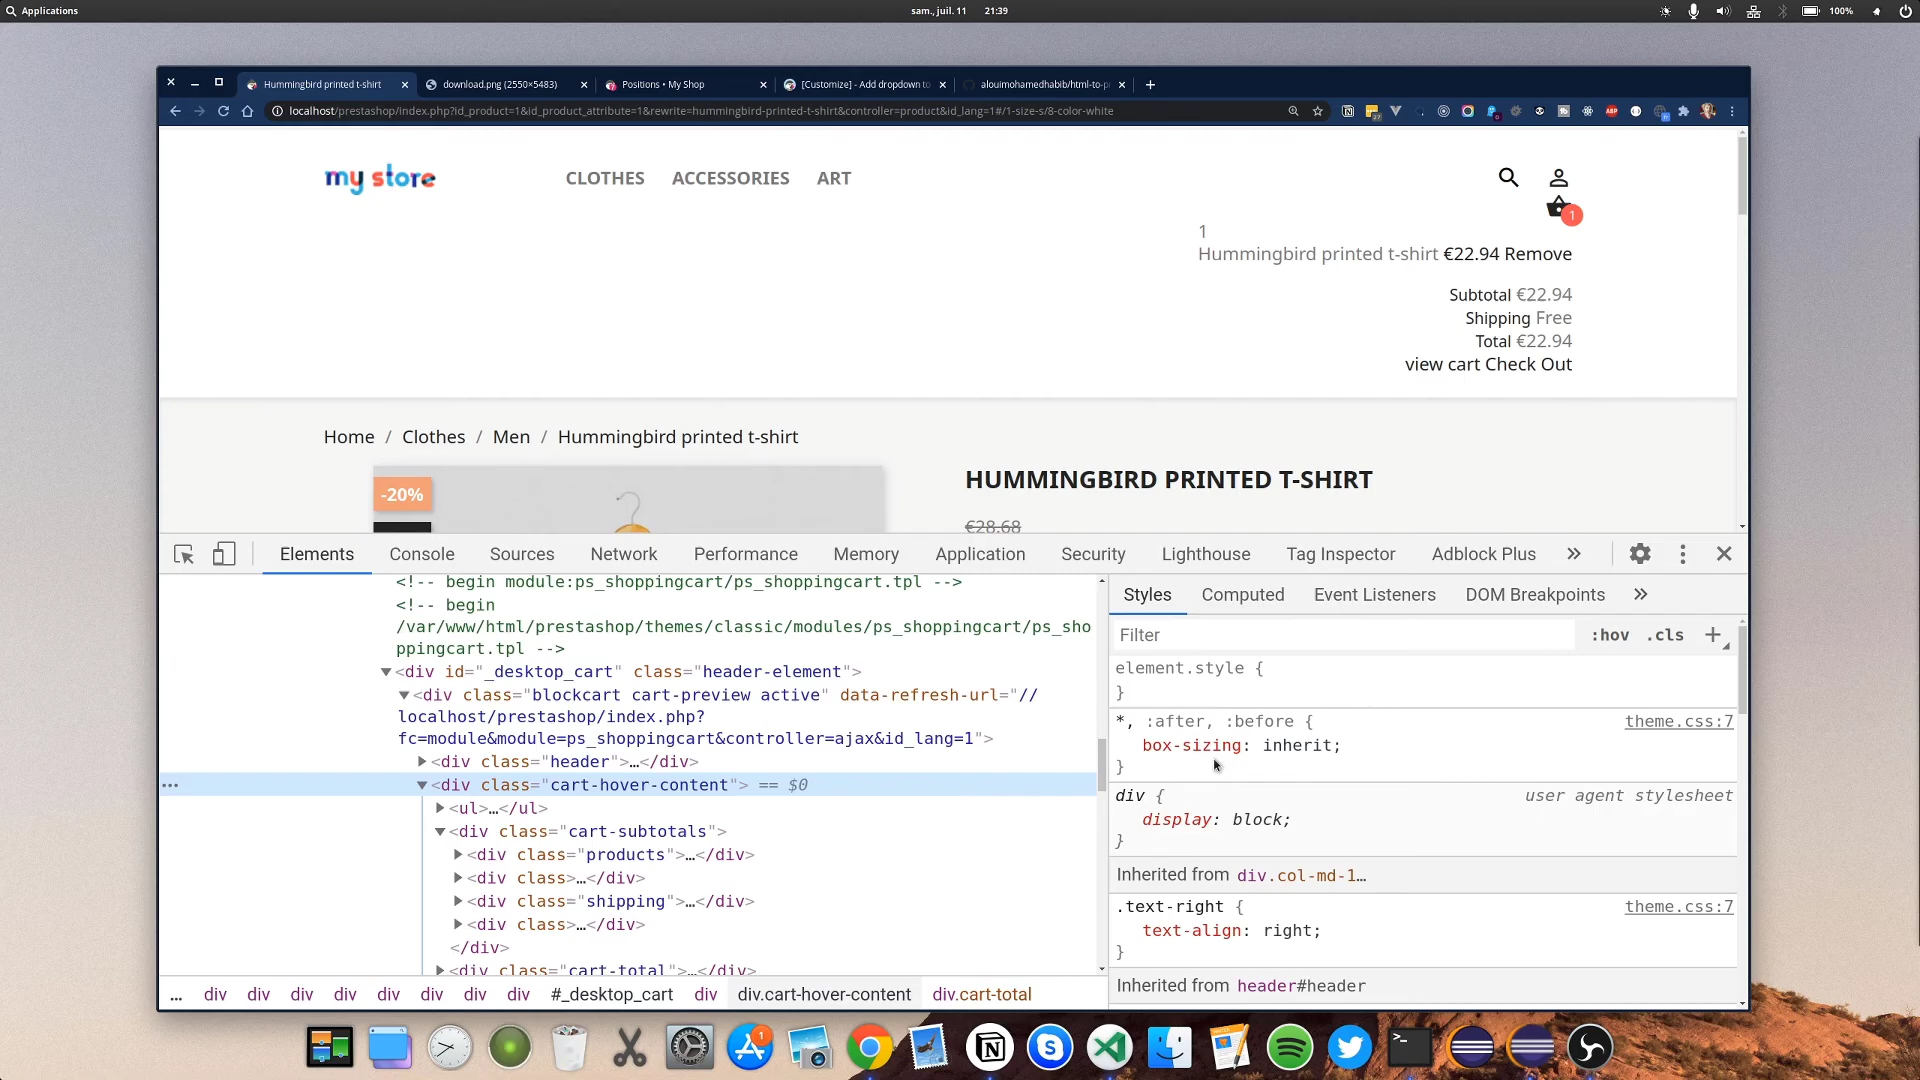 Applications
sam., juil. 11 21:39
100%
Hummingbird printed t-shirt
download.png (2550×5483)
Positions • My Shop
[Customize] - Add dropdown to
alouimohamedhabib/html-to-p
localhost/prestashop/index.php?id_product=1&id_product_attribute=1&rewrite=hummingbird-printed-t-shirt&controller=product&id_lang=1#/1-size-s/8-color-white
my store
CLOTHES ACCESSORIES ART
1
1
Hummingbird printed t-shirt €22.94 Remove
Subtotal €22.94
Shipping Free
Total €22.94
view cart Check Out
Home / Clothes / Men / Hummingbird printed t-shirt
-20%
HUMMINGBIRD PRINTED T-SHIRT
€28.68
Elements Console Sources Network Performance Memory Application Security Lighthouse Tag Inspector Adblock Plus »
<!-- begin module:ps_shoppingcart/ps_shoppingcart.tpl -->
<!-- begin
/var/www/html/prestashop/themes/classic/modules/ps_shoppingcart/ps_sho
ppingcart.tpl -->
<div id="_desktop_cart" class="header-element">
<div class="blockcart cart-preview active" data-refresh-url="//
localhost/prestashop/index.php?
fc=module&module=ps_shoppingcart&controller=ajax&id_lang=1">
<div class="header">…</div>
<div class="cart-hover-content"> == $0
<ul>…</ul>
<div class="cart-subtotals">
<div class="products">…</div>
<div class>…</div>
<div class="shipping">…</div>
<div class>…</div>
</div>
<div class="cart-total">…</div>
... div div div div div div div div #_desktop_cart div div.cart-hover-content div.cart-total
Styles Computed Event Listeners DOM Breakpoints »
Filter
:hov .cls +
element.style {
}
*, :after, :before {
theme.css:7
box-sizing: inherit;
}
div {
user agent stylesheet
display: block;
}
Inherited from div.col-md-1…
.text-right {
theme.css:7
text-align: right;
}
Inherited from header#header
1